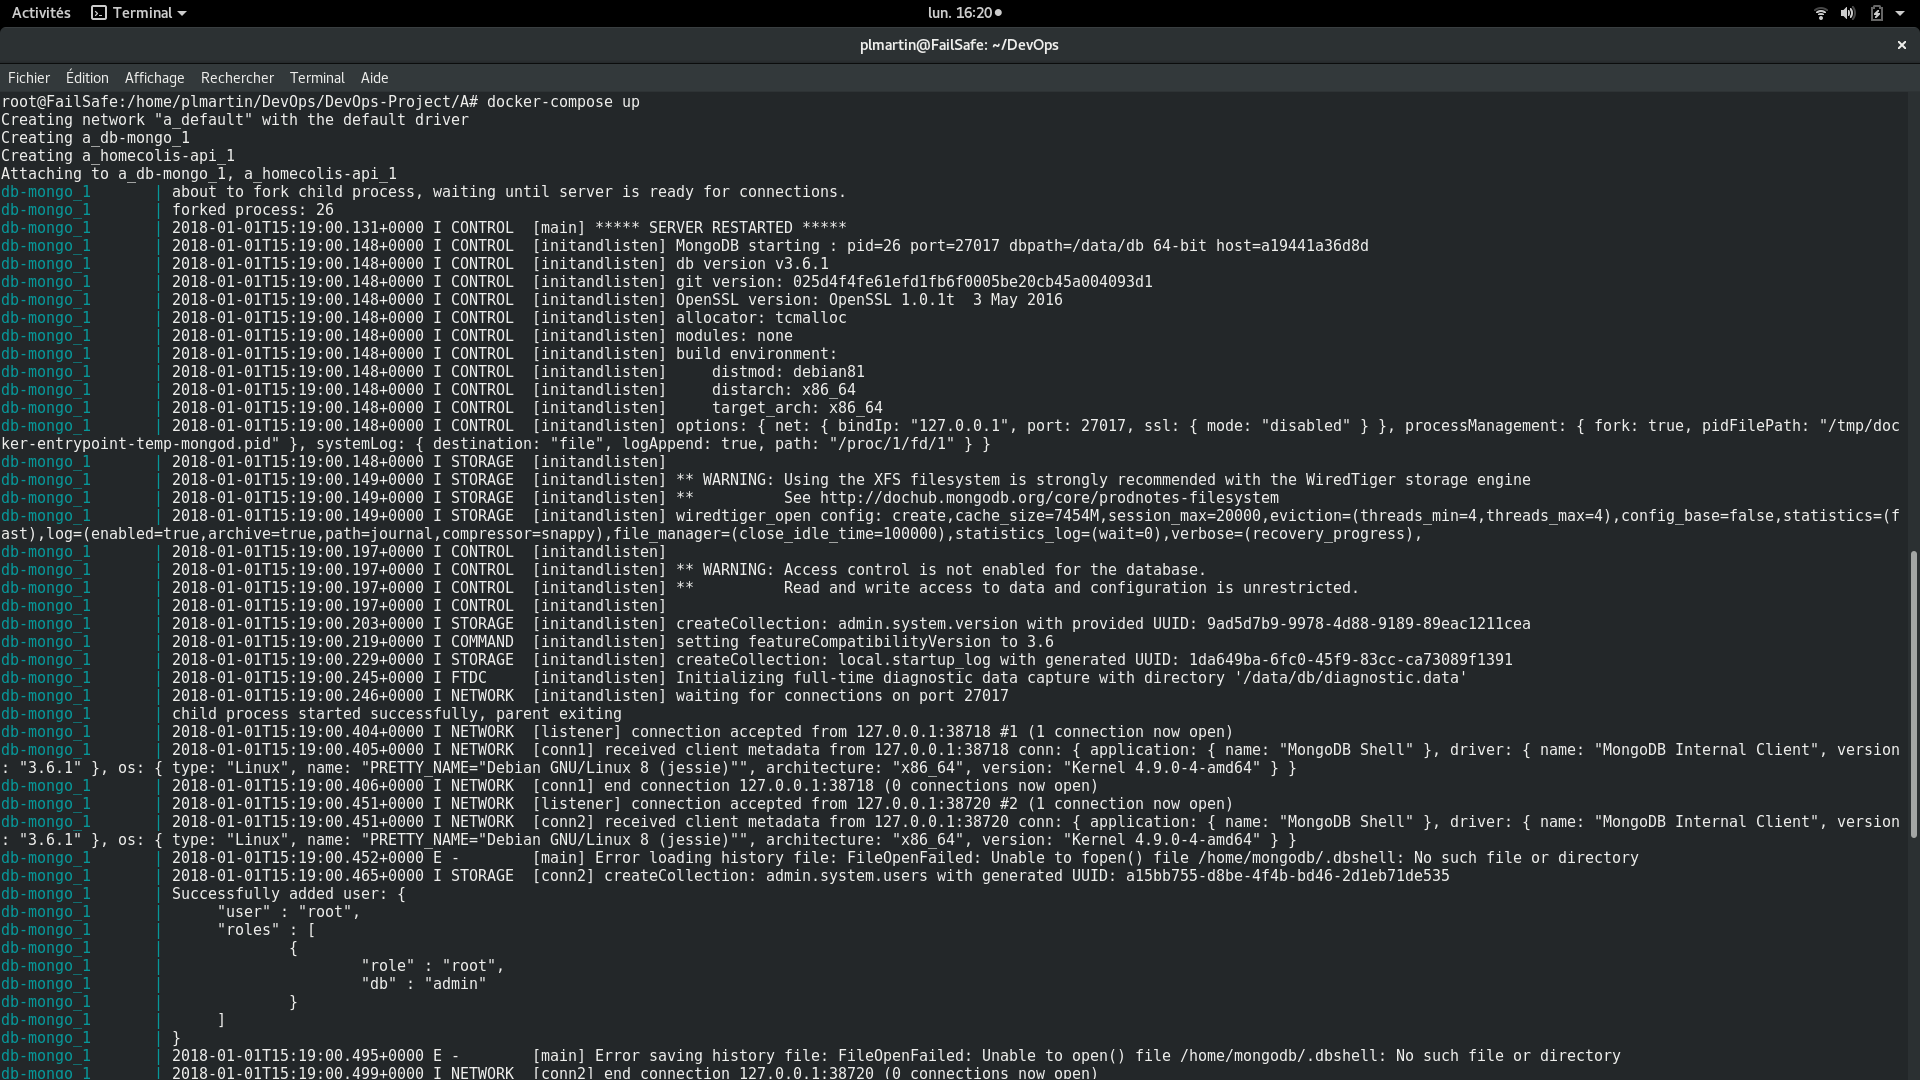 Activités Terminal lun. 16:20
plmartin@FailSafe: ~/DevOps ×
Fichier Édition Affichage Rechercher Terminal Aide
root@FailSafe:/home/plmartin/DevOps/DevOps-Project/A# docker-compose up
Creating network "a_default" with the default driver
Creating a_db-mongo_1
Creating a_homecolis-api_1
Attaching to a_db-mongo_1, a_homecolis-api_1
db-mongo_1 | about to fork child process, waiting until server is ready for connections.
db-mongo_1 | forked process: 26
db-mongo_1 | 2018-01-01T15:19:00.131+0000 I CONTROL [main] ***** SERVER RESTARTED *****
db-mongo_1 | 2018-01-01T15:19:00.148+0000 I CONTROL [initandlisten] MongoDB starting : pid=26 port=27017 dbpath=/data/db 64-bit host=a19441a36d8d
db-mongo_1 | 2018-01-01T15:19:00.148+0000 I CONTROL [initandlisten] db version v3.6.1
db-mongo_1 | 2018-01-01T15:19:00.148+0000 I CONTROL [initandlisten] git version: 025d4f4fe61efd1fb6f0005be20cb45a004093d1
db-mongo_1 | 2018-01-01T15:19:00.148+0000 I CONTROL [initandlisten] OpenSSL version: OpenSSL 1.0.1t 3 May 2016
db-mongo_1 | 2018-01-01T15:19:00.148+0000 I CONTROL [initandlisten] allocator: tcmalloc
db-mongo_1 | 2018-01-01T15:19:00.148+0000 I CONTROL [initandlisten] modules: none
db-mongo_1 | 2018-01-01T15:19:00.148+0000 I CONTROL [initandlisten] build environment:
db-mongo_1 | 2018-01-01T15:19:00.148+0000 I CONTROL [initandlisten] distmod: debian81
db-mongo_1 | 2018-01-01T15:19:00.148+0000 I CONTROL [initandlisten] distarch: x86_64
db-mongo_1 | 2018-01-01T15:19:00.148+0000 I CONTROL [initandlisten] target_arch: x86_64
db-mongo_1 | 2018-01-01T15:19:00.148+0000 I CONTROL [initandlisten] options: { net: { bindIp: "127.0.0.1", port: 27017, ssl: { mode: "disabled" } }, processManagement: { fork: true, pidFilePath: "/tmp/doc
ker-entrypoint-temp-mongod.pid" }, systemLog: { destination: "file", logAppend: true, path: "/proc/1/fd/1" } }
db-mongo_1 | 2018-01-01T15:19:00.148+0000 I STORAGE [initandlisten]
db-mongo_1 | 2018-01-01T15:19:00.149+0000 I STORAGE [initandlisten] ** WARNING: Using the XFS filesystem is strongly recommended with the WiredTiger storage engine
db-mongo_1 | 2018-01-01T15:19:00.149+0000 I STORAGE [initandlisten] ** See http://dochub.mongodb.org/core/prodnotes-filesystem
db-mongo_1 | 2018-01-01T15:19:00.149+0000 I STORAGE [initandlisten] wiredtiger_open config: create,cache_size=7454M,session_max=20000,eviction=(threads_min=4,threads_max=4),config_base=false,statistics=(f
ast),log=(enabled=true,archive=true,path=journal,compressor=snappy),file_manager=(close_idle_time=100000),statistics_log=(wait=0),verbose=(recovery_progress),
db-mongo_1 | 2018-01-01T15:19:00.197+0000 I CONTROL [initandlisten]
db-mongo_1 | 2018-01-01T15:19:00.197+0000 I CONTROL [initandlisten] ** WARNING: Access control is not enabled for the database.
db-mongo_1 | 2018-01-01T15:19:00.197+0000 I CONTROL [initandlisten] ** Read and write access to data and configuration is unrestricted.
db-mongo_1 | 2018-01-01T15:19:00.197+0000 I CONTROL [initandlisten]
db-mongo_1 | 2018-01-01T15:19:00.203+0000 I STORAGE [initandlisten] createCollection: admin.system.version with provided UUID: 9ad5d7b9-9978-4d88-9189-89eac1211cea
db-mongo_1 | 2018-01-01T15:19:00.219+0000 I COMMAND [initandlisten] setting featureCompatibilityVersion to 3.6
db-mongo_1 | 2018-01-01T15:19:00.229+0000 I STORAGE [initandlisten] createCollection: local.startup_log with generated UUID: 1da649ba-6fc0-45f9-83cc-ca73089f1391
db-mongo_1 | 2018-01-01T15:19:00.245+0000 I FTDC [initandlisten] Initializing full-time diagnostic data capture with directory '/data/db/diagnostic.data'
db-mongo_1 | 2018-01-01T15:19:00.246+0000 I NETWORK [initandlisten] waiting for connections on port 27017
db-mongo_1 | child process started successfully, parent exiting
db-mongo_1 | 2018-01-01T15:19:00.404+0000 I NETWORK [listener] connection accepted from 127.0.0.1:38718 #1 (1 connection now open)
db-mongo_1 | 2018-01-01T15:19:00.405+0000 I NETWORK [conn1] received client metadata from 127.0.0.1:38718 conn: { application: { name: "MongoDB Shell" }, driver: { name: "MongoDB Internal Client", version
: "3.6.1" }, os: { type: "Linux", name: "PRETTY_NAME="Debian GNU/Linux 8 (jessie)"", architecture: "x86_64", version: "Kernel 4.9.0-4-amd64" } }
db-mongo_1 | 2018-01-01T15:19:00.406+0000 I NETWORK [conn1] end connection 127.0.0.1:38718 (0 connections now open)
db-mongo_1 | 2018-01-01T15:19:00.451+0000 I NETWORK [listener] connection accepted from 127.0.0.1:38720 #2 (1 connection now open)
db-mongo_1 | 2018-01-01T15:19:00.451+0000 I NETWORK [conn2] received client metadata from 127.0.0.1:38720 conn: { application: { name: "MongoDB Shell" }, driver: { name: "MongoDB Internal Client", version
: "3.6.1" }, os: { type: "Linux", name: "PRETTY_NAME="Debian GNU/Linux 8 (jessie)"", architecture: "x86_64", version: "Kernel 4.9.0-4-amd64" } }
db-mongo_1 | 2018-01-01T15:19:00.452+0000 E - [main] Error loading history file: FileOpenFailed: Unable to fopen() file /home/mongodb/.dbshell: No such file or directory
db-mongo_1 | 2018-01-01T15:19:00.465+0000 I STORAGE [conn2] createCollection: admin.system.users with generated UUID: a15bb755-d8be-4f4b-bd46-2d1eb71de535
db-mongo_1 | Successfully added user: {
db-mongo_1 | "user" : "root",
db-mongo_1 | "roles" : [
db-mongo_1 | {
db-mongo_1 | "role" : "root",
db-mongo_1 | "db" : "admin"
db-mongo_1 | }
db-mongo_1 | ]
db-mongo_1 | }
db-mongo_1 | 2018-01-01T15:19:00.495+0000 E - [main] Error saving history file: FileOpenFailed: Unable to open() file /home/mongodb/.dbshell: No such file or directory
db-mongo_1 | 2018-01-01T15:19:00.499+0000 I NETWORK [conn2] end connection 127.0.0.1:38720 (0 connections now open)